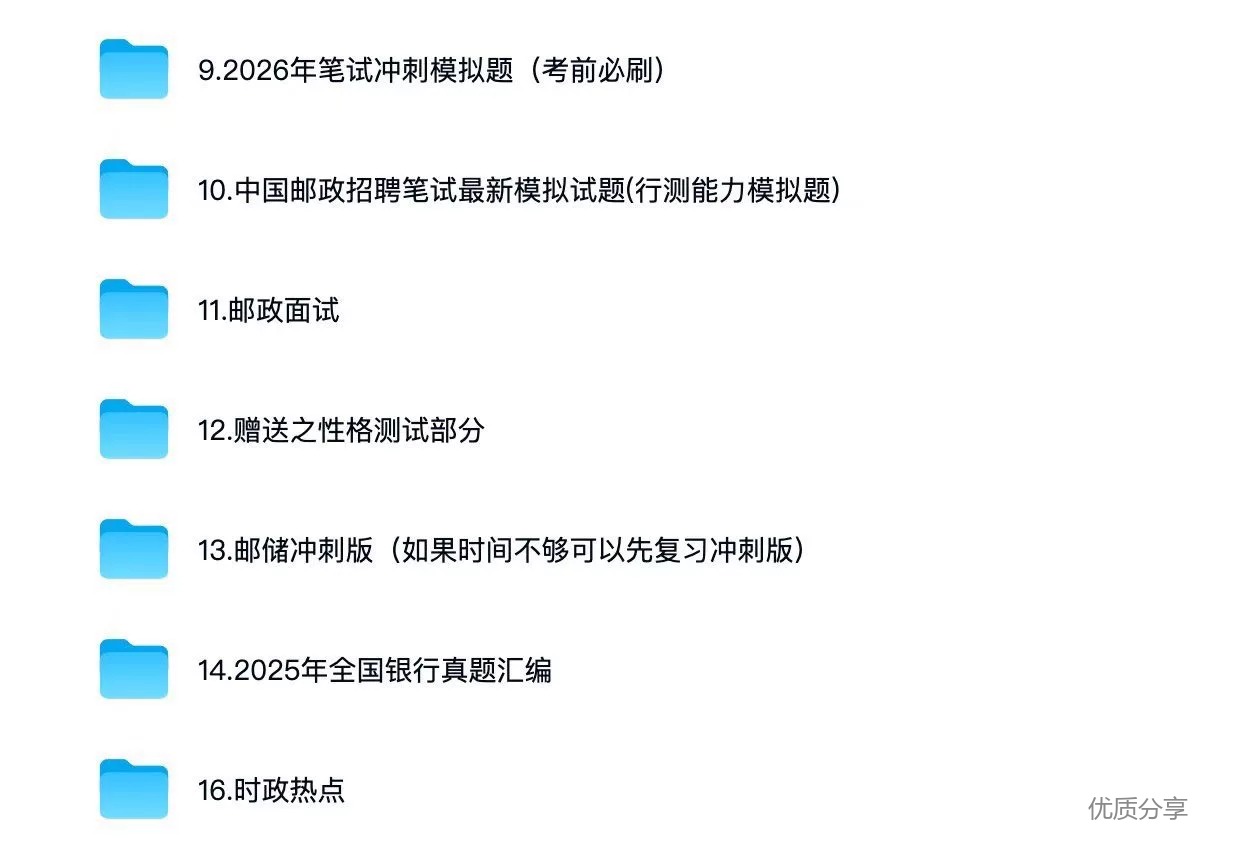 9.2026年笔试冲刺模拟题（考前必刷）
10.中国邮政招聘笔试最新模拟试题(行测能力模拟题)
11.邮政面试
12.赠送之性格测试部分
13.邮储冲刺版（如果时间不够可以先复习冲刺版）
14.2025年全国银行真题汇编
16.时政热点
优质分享